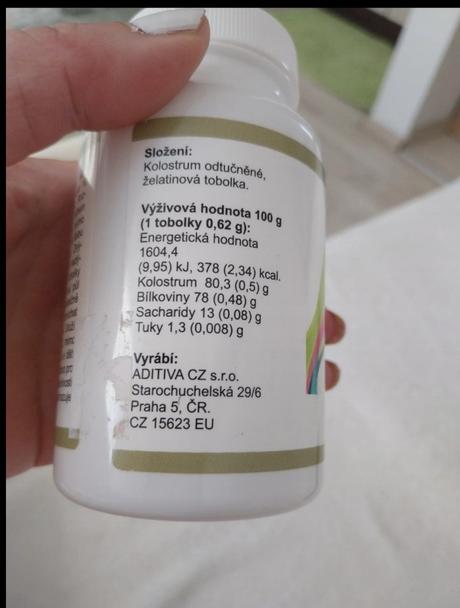 Složení:
Kolostrum odtučněné,
želatinová tobolka.
Výživová hodnota 100 g
(1 tobolky 0,62 g):
Energetická hodnota
1604,4
(9,95) kJ, 378 (2,34) kcal.
Kolostrum 80,3 (0,5) g
Bílkoviny 78 (0,48) g
Sacharidy 13 (0,08) g
Tuky 1,3 (0,008) g
Vyrábí:
ADITIVA CZ s.r.o.
Starochuchelská 29/6
Praha 5, ČR.
CZ 15623 EU